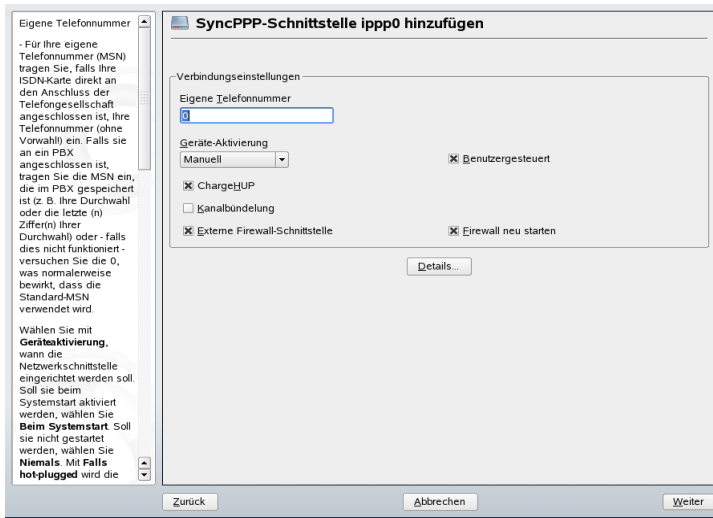 Eigene Telefonnummer
- Für Ihre eigene
Telefonnummer (MSN)
tragen Sie, falls Ihre
ISDN-Karte direkt an
den Anschluss der
Telefongesellschaft
angeschlossen ist, Ihre
Telefonnummer (ohne
Vorwahl!) ein. Falls sie
an ein PBX
angeschlossen ist,
tragen Sie die MSN ein,
die im PBX gespeichert
ist (z. B. Ihre Durchwahl
oder die letzte (n)
Ziffer(n) Ihrer
Durchwahl) oder - falls
dies nicht funktioniert -
versuchen Sie die 0,
was normalerweise
bewirkt, dass die
Standard-MSN
verwendet wird.
Wählen Sie mit
Geräteaktivierung,
wann die
Netzwerkschnittstelle
eingerichtet werden soll.
Soll sie beim
Systemstart aktiviert
werden, wählen Sie
Beim Systemstart. Soll
sie nicht gestartet
werden, wählen Sie
Niemals. Mit Falls
hot-plugged wird die
SyncPPP-Schnittstelle ippp0 hinzufügen
Verbindungseinstellungen
Eigene Telefonnummer
0
Geräte-Aktivierung
Manuell
Benutzergesteuert
ChargeHUP
Kanalbündelung
Externe Firewall-Schnittstelle
Firewall neu starten
Details...
Zurück
Abbrechen
Weiter